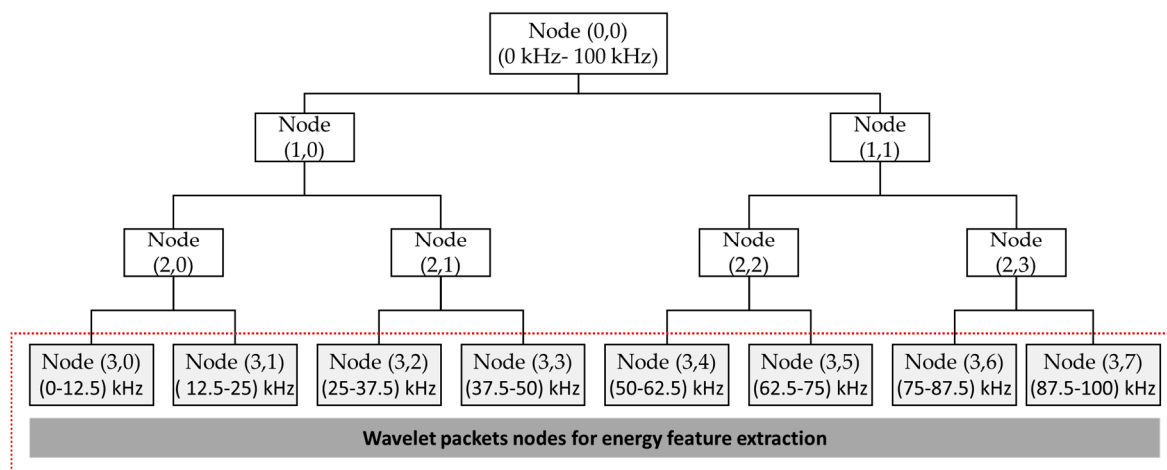 Node (0,0)
(0 kHz- 100 kHz)
Node
(1,0)
Node
(1,1)
Node
(2,0)
Node
(2,1)
Node
(2,2)
Node
(2,3)
Node (3,0)
(0-12.5) kHz
Node (3,1)
( 12.5-25) kHz
Node (3,2)
(25-37.5) kHz
Node (3,3)
(37.5-50) kHz
Node (3,4)
(50-62.5) kHz
Node (3,5)
(62.5-75) kHz
Node (3,6)
(75-87.5) kHz
Node (3,7)
(87.5-100) kHz
Wavelet packets nodes for energy feature extraction